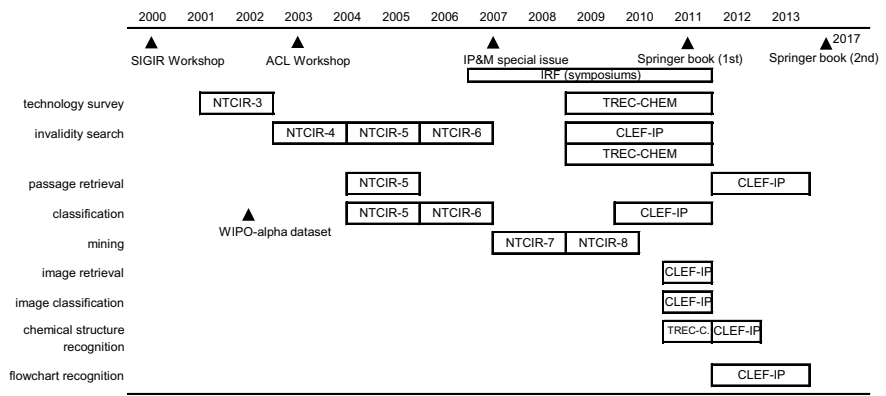 2000 2001 2002 2003 2004 2005 2006 2007 2008 2009 2010 2011 2012 2013
2017
SIGIR Workshop ACL Workshop IP&M special issue Springer book (1st) Springer book (2nd)
IRF (symposiums)
technology survey NTCIR-3 TREC-CHEM
invalidity search NTCIR-4 NTCIR-5 NTCIR-6 CLEF-IP
TREC-CHEM
passage retrieval NTCIR-5 CLEF-IP
classification NTCIR-5 NTCIR-6 CLEF-IP
WIPO-alpha dataset
mining NTCIR-7 NTCIR-8
image retrieval CLEF-IP
image classification CLEF-IP
chemical structure TREC-C. CLEF-IP
recognition
flowchart recognition CLEF-IP